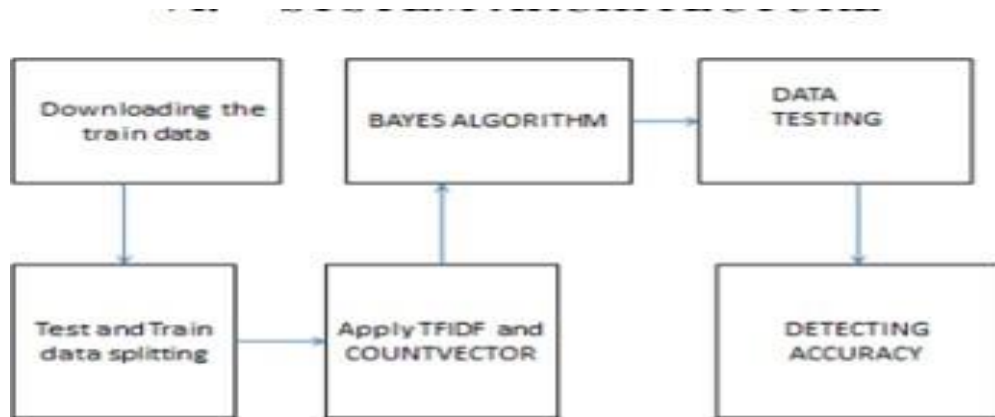 Downloading the
train data
BAYES ALGORITHM
DATA
TESTING
Test and Train
data splitting
Apply TFIDF and
COUNTVECTOR
DETECTING
ACCURACY